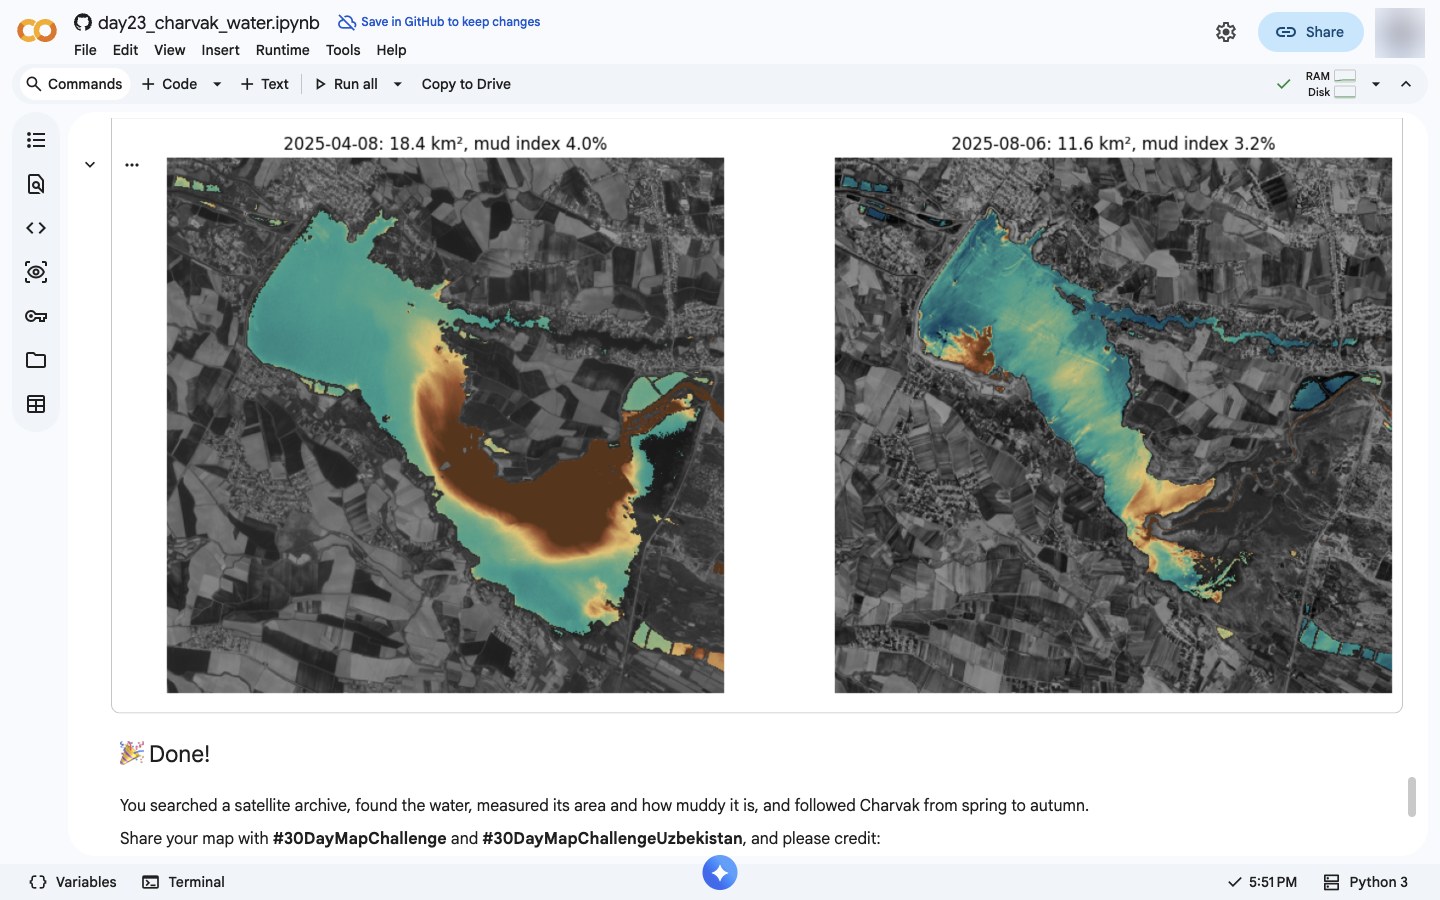 day23_charvak_water.ipynb
Save in GitHub to keep changes
Share
File Edit View Insert Runtime Tools Help
Commands + Code + Text Run all Copy to Drive
RAM
Disk
2025-04-08: 18.4 km², mud index 4.0%
2025-08-06: 11.6 km², mud index 3.2%
🎉 Done!
You searched a satellite archive, found the water, measured its area and how muddy it is, and followed Charvak from spring to autumn.
Share your map with #30DayMapChallenge and #30DayMapChallengeUzbekistan, and please credit:
Variables Terminal
5:51 PM Python 3